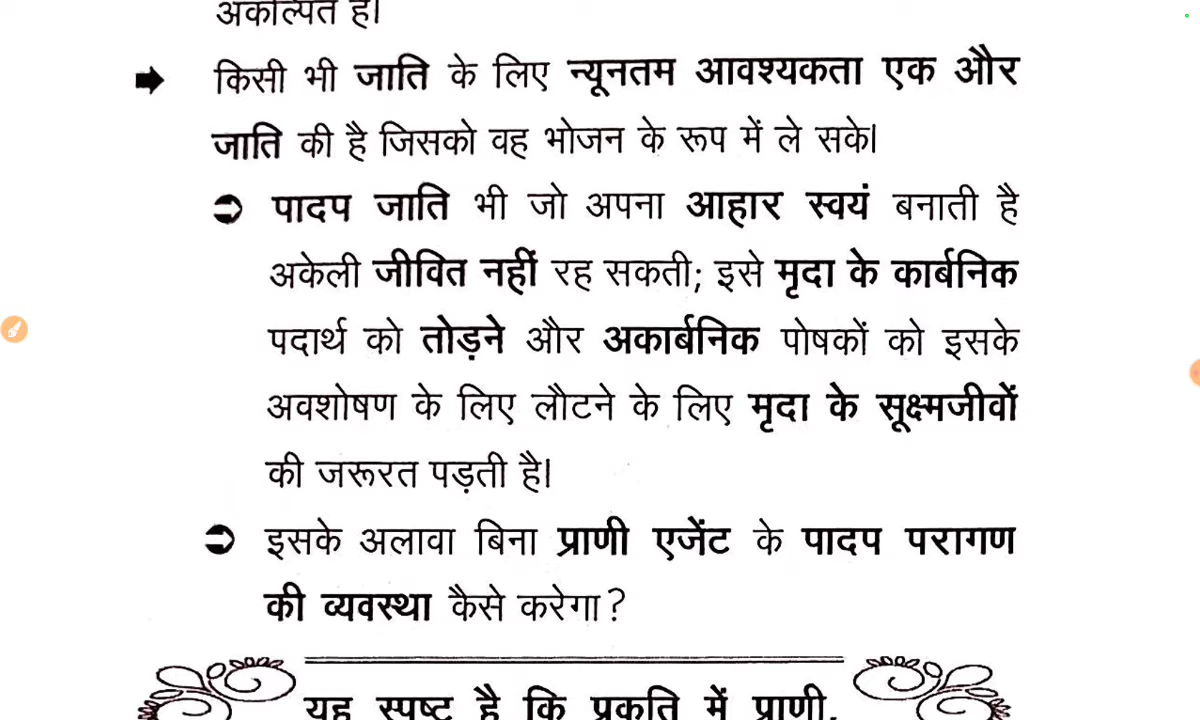 अकल्पित है।
किसी भी जाति के लिए न्यूनतम आवश्यकता एक और
जाति की है जिसको वह भोजन के रूप में ले सके।
पादप जाति भी जो अपना आहार स्वयं बनाती है
अकेली जीवित नहीं रह सकती; इसे मृदा के कार्बनिक
पदार्थ को तोड़ने और अकार्बनिक पोषकों को इसके
अवशोषण के लिए लौटने के लिए मृदा के सूक्ष्मजीवों
की जरूरत पड़ती है।
इसके अलावा बिना प्राणी एजेंट के पादप परागण
की व्यवस्था कैसे करेगा?
यह स्पष्ट है कि प्रकृति में प्राणी,